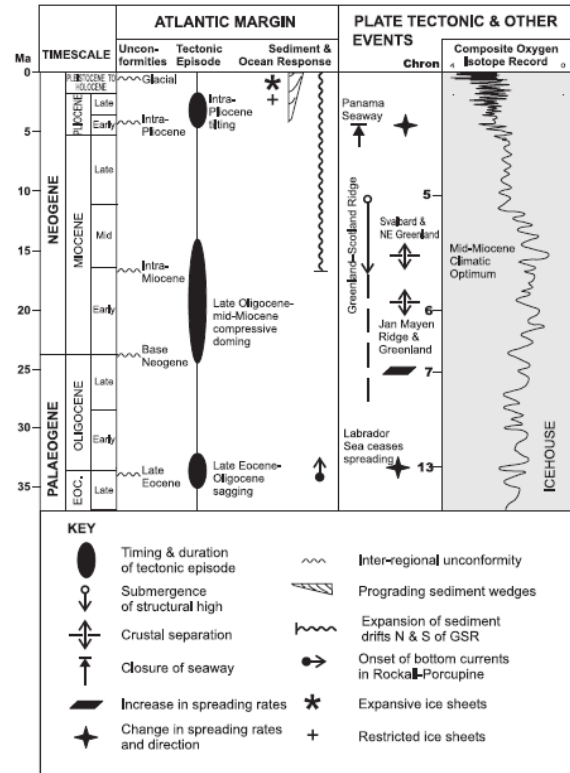 ATLANTIC MARGIN
PLATE TECTONIC & OTHER
EVENTS
Ma
TIMESCALE
Uncon-
formities
Tectonic
Episode
Sediment &
Ocean Response
Chron
Composite Oxygen
Isotope Record
4
0
0
5
10
15
20
25
30
35
NEOGENE
PALAEOGENE
PLEISTOCENE TO
HOLOCENE
PLIOCENE
MIOCENE
OLIGOCENE
EOC.
Late
Early
Late
Mid
Early
Late
Early
Late
Glacial
Intra-
Pliocene
Intra-
Miocene
Base
Neogene
Late
Eocene
Intra-
Pliocene
tilting
Late Oligocene-
mid-Miocene
compressive
doming
Late Eocene-
Oligocene
sagging
Panama
Seaway
Greenland–Scotland Ridge
Svalbard &
NE Greenland
Jan Mayen
Ridge &
Greenland
Labrador
Sea ceases
spreading
5
6
7
13
Mid-Miocene
Climatic
Optimum
ICEHOUSE
KEY
Timing & duration
of tectonic episode
Submergence
of structural high
Crustal separation
Closure of seaway
Increase in spreading rates
Change in spreading rates
and direction
Inter-regional unconformity
Prograding sediment wedges
Expansion of sediment
drifts N & S of GSR
Onset of bottom currents
in Rockall-Porcupine
Expansive ice sheets
Restricted ice sheets